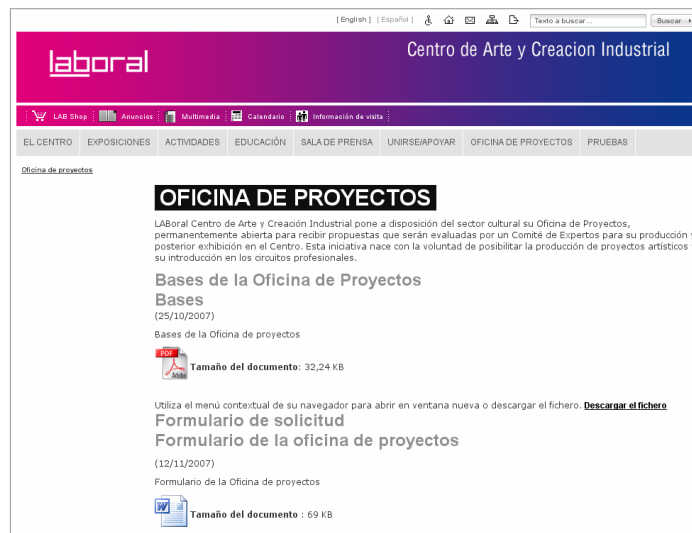 [ English ] [ Español ] Texto a buscar... Buscar
laboral
Centro de Arte y Creacion Industrial
LAB Shop Anuncios Multimedia Calendario Información de visita
EL CENTRO EXPOSICIONES ACTIVIDADES EDUCACIÓN SALA DE PRENSA UNIRSE/APOYAR OFICINA DE PROYECTOS PRUEBAS
Oficina de proyectos
OFICINA DE PROYECTOS
LABoral Centro de Arte y Creación Industrial pone a disposición del sector cultural su Oficina de Proyectos,
permanentemente abierta para recibir propuestas que serán evaluadas por un Comité de Expertos para su producción y
posterior exhibición en el Centro. Esta iniciativa nace con la voluntad de posibilitar la producción de proyectos artísticos
su introducción en los circuitos profesionales.
Bases de la Oficina de Proyectos
Bases
(25/10/2007)
Bases de la Oficina de proyectos
PDF
Adobe
Tamaño del documento: 32,24 KB
Utiliza el menú contextual de su navegador para abrir en ventana nueva o descargar el fichero. Descargar el fichero
Formulario de solicitud
Formulario de la oficina de proyectos
(12/11/2007)
Formulario de la Oficina de proyectos
W
Tamaño del documento : 69 KB